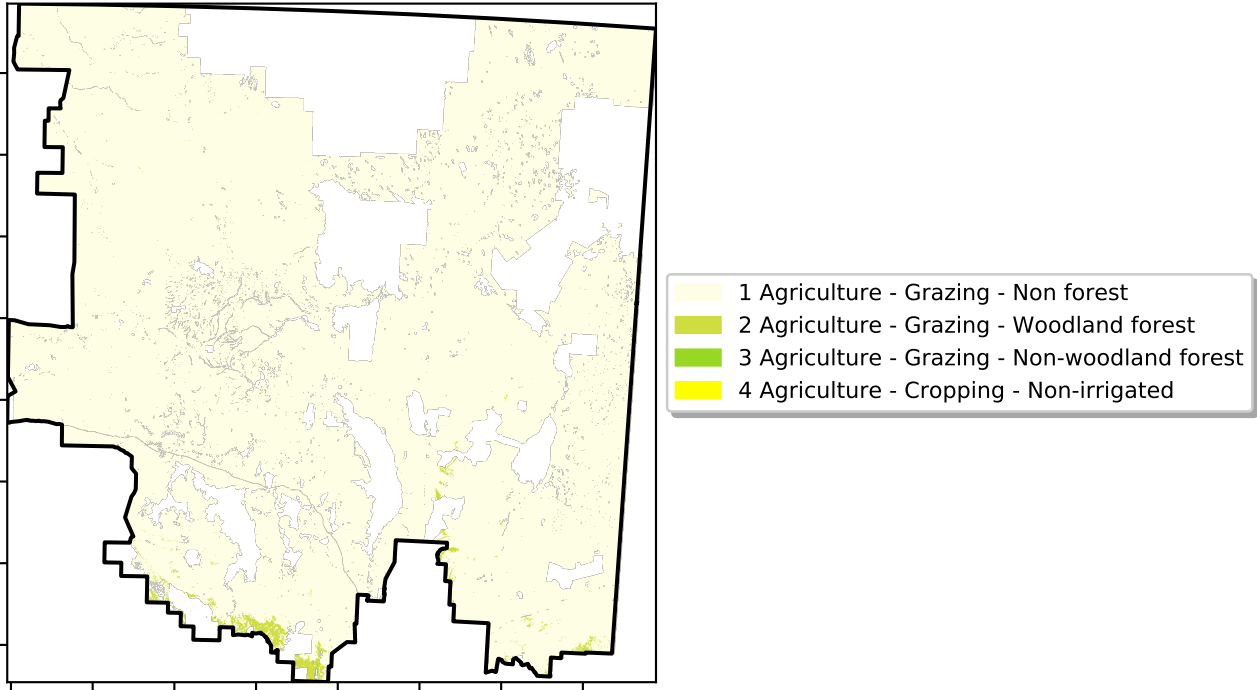 1 Agriculture - Grazing - Non forest
2 Agriculture - Grazing - Woodland forest
3 Agriculture - Grazing - Non-woodland forest
4 Agriculture - Cropping - Non-irrigated